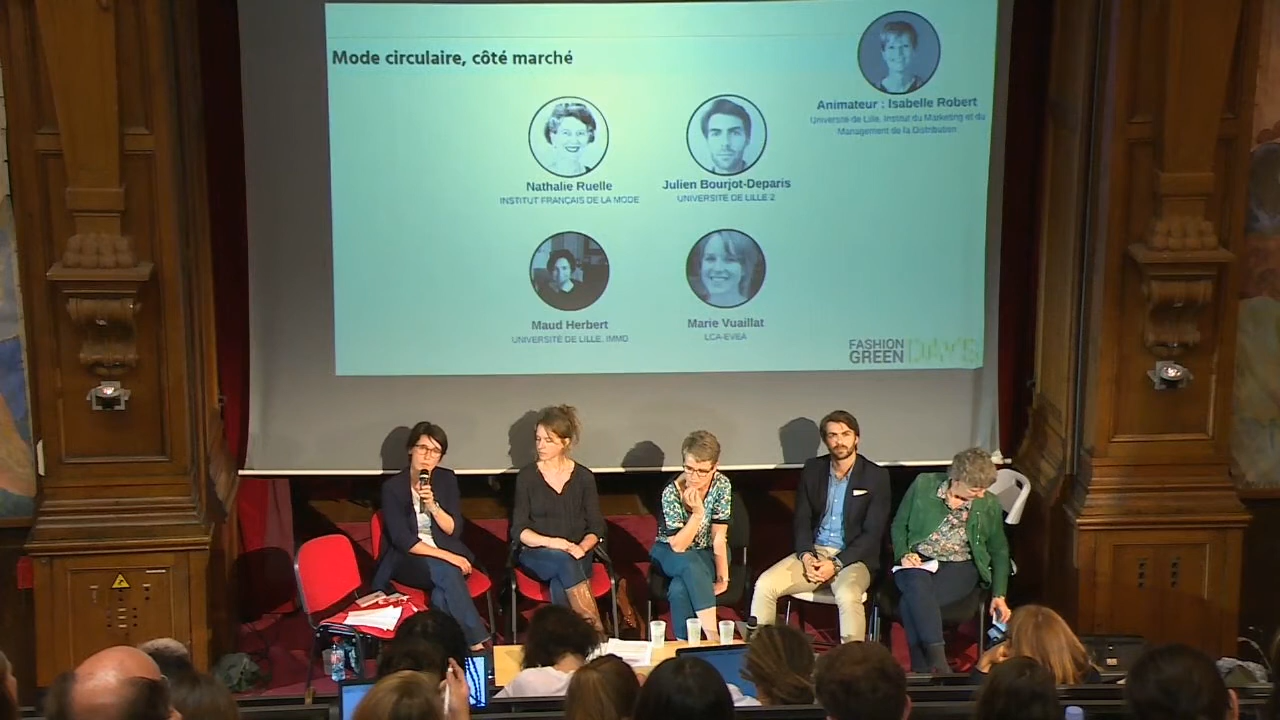 Mode circulaire, côté marché
Animateur : Isabelle Robert
Université de Lille, Institut du Marketing et du
Management de la Distribution
Nathalie Ruelle
INSTITUT FRANÇAIS DE LA MODE
Julien Bourjot-Deparis
UNIVERSITÉ DE LILLE 2
Maud Herbert
UNIVERSITÉ DE LILLE, IMMD
Marie Vuaillat
LCA-EVEA
FASHION
GREEN DAYS